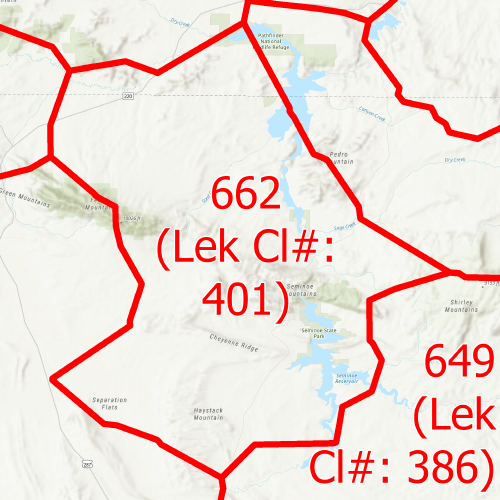 Dry Creek
Pathfinder
National
Wildlife Refuge
220
Canyon Creek
Pedro
Mountain
Dry Creek
Green Mountains
Mountains
662
(Lek Cl#:
401)
Sage Creek
Seminoe
Mountains
Shirley
Mountains
Seminoe State
Park
Cheyenne Ridge
Seminoe
Reservoir
649
(Lek
Cl#: 386)
Separation
Flats
Haystack
Mountain
287